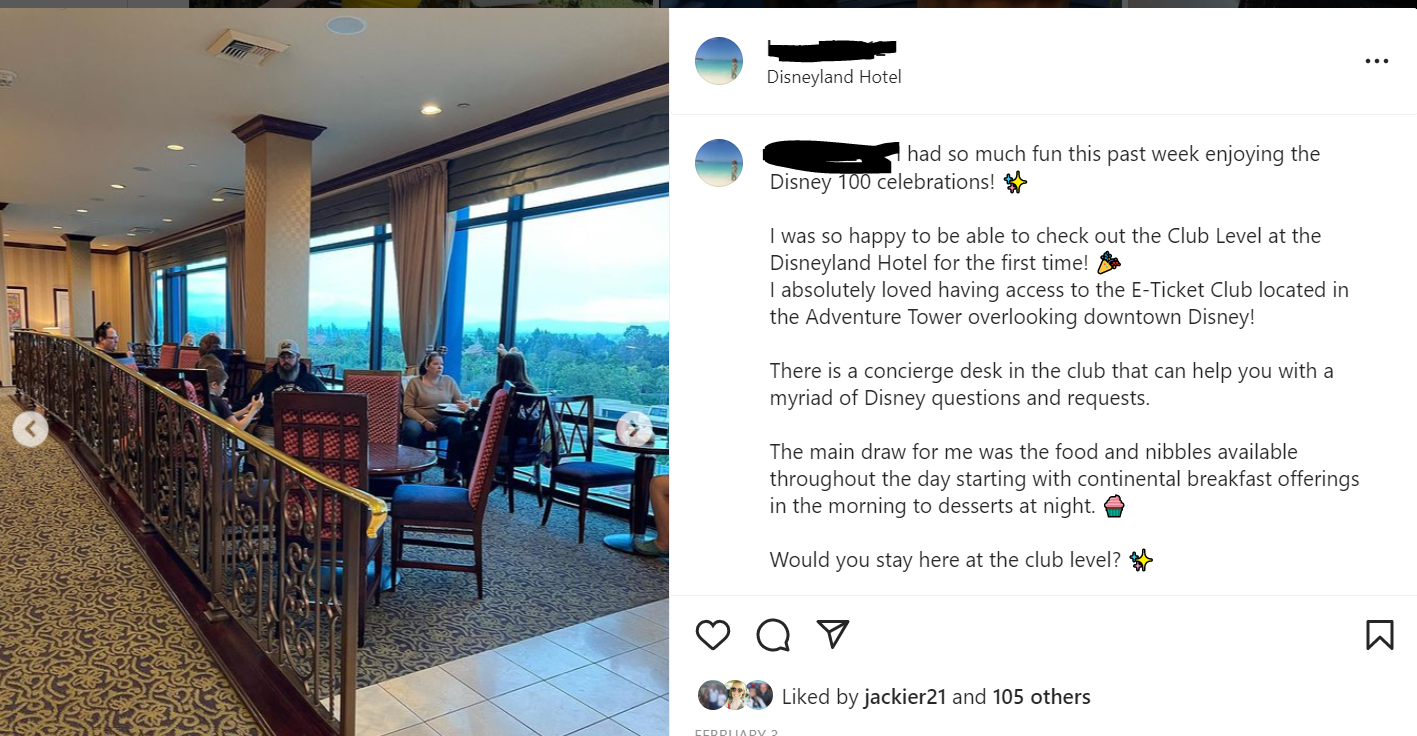 Disneyland Hotel
I had so much fun this past week enjoying the
Disney 100 celebrations! ✨
I was so happy to be able to check out the Club Level at the
Disneyland Hotel for the first time! 🎉
I absolutely loved having access to the E-Ticket Club located in
the Adventure Tower overlooking downtown Disney!
There is a concierge desk in the club that can help you with a
myriad of Disney questions and requests.
The main draw for me was the food and nibbles available
throughout the day starting with continental breakfast offerings
in the morning to desserts at night. 🧁
Would you stay here at the club level? ✨
Liked by jackier21 and 105 others
FEBRUARY 3